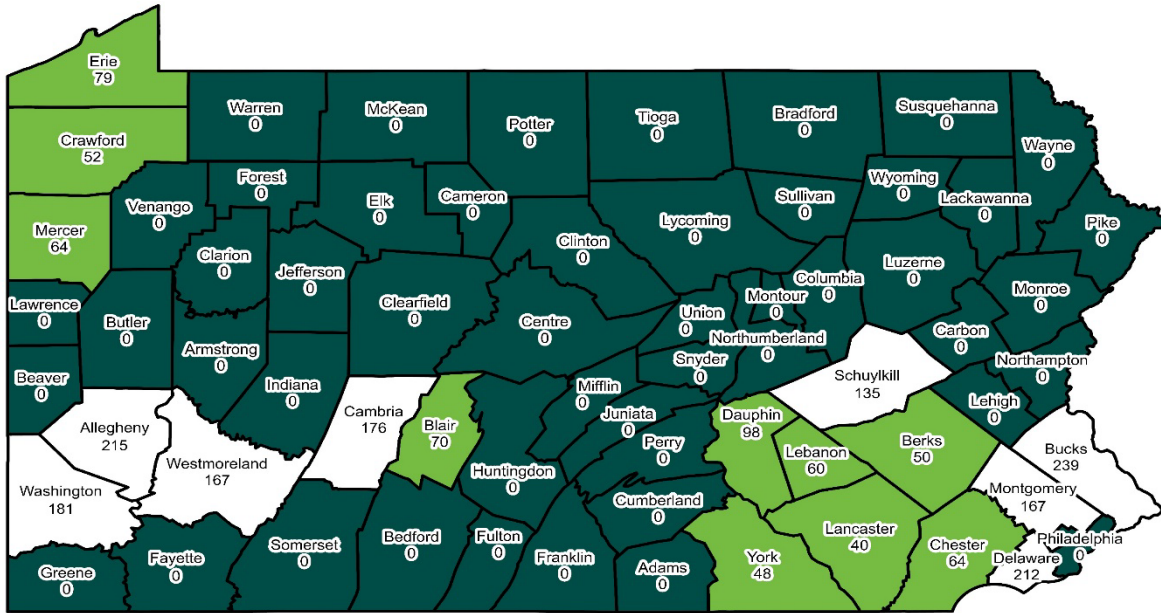 Erie
79
Warren
0
McKean
0
Potter
0
Tioga
0
Bradford
0
Susquehanna
0
Wayne
0
Crawford
52
Forest
0
Venango
0
Elk
0
Cameron
0
Sullivan
0
Wyoming
0
Lackawanna
0
Pike
0
Mercer
64
Clarion
0
Jefferson
0
Clinton
0
Lycoming
0
Columbia
0
Luzerne
0
Monroe
0
Lawrence
0
Butler
0
Clearfield
0
Centre
0
Union
0
Montour
0
Carbon
0
Armstrong
0
Northumberland
0
Snyder
0
Northampton
0
Beaver
0
Indiana
0
Mifflin
0
Schuylkill
135
Lehigh
0
Cambria
176
Blair
70
Juniata
0
Dauphin
98
Allegheny
215
Perry
0
Lebanon
60
Berks
50
Bucks
239
Westmoreland
167
Huntingdon
0
Washington
181
Cumberland
0
Montgomery
167
Lancaster
40
Philadelphia
0
Greene
0
Fayette
0
Somerset
0
Bedford
0
Fulton
0
Franklin
0
Adams
0
York
48
Chester
64
Delaware
212